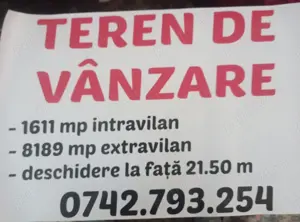 TEREN DE
VÂNZARE
- 1611 mp intravilan
- 8189 mp extravilan
- deschidere la față 21.50 m
0742.793.254